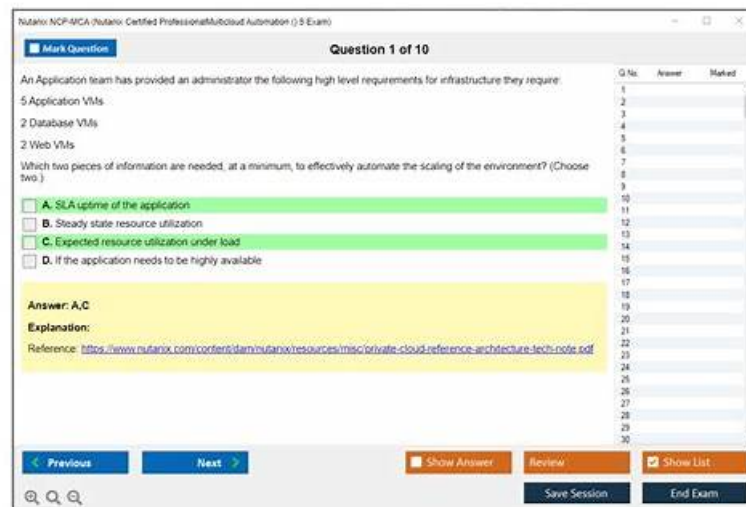 Nutanix NCP-MCA (Nutanix Certified ProfessionalMulticloud Automation () 5 Exam)
Mark Question
Question 1 of 10
An Application team has provided an administrator the following high level requirements for infrastructure they require:
5 Application VMs
2 Database VMs
2 Web VMs
Which two pieces of information are needed, at a minimum, to effectively automate the scaling of the environment? (Choose
two.)
A. SLA uptime of the application
B. Steady state resource utilization
C. Expected resource utilization under load
D. If the application needs to be highly available
Answer: A,C
Explanation:
Reference: https://www.nutanix.com/content/dam/nutanix/resources/misc/private-cloud-reference-architecture-tech-note.pdf
Q.No. Answer Marked
1
2
3
4
5
6
7
8
9
10
11
12
13
14
15
16
17
18
19
20
21
22
23
24
25
26
27
28
29
30
Previous
Next
Show Answer
Review
Show List
Save Session
End Exam